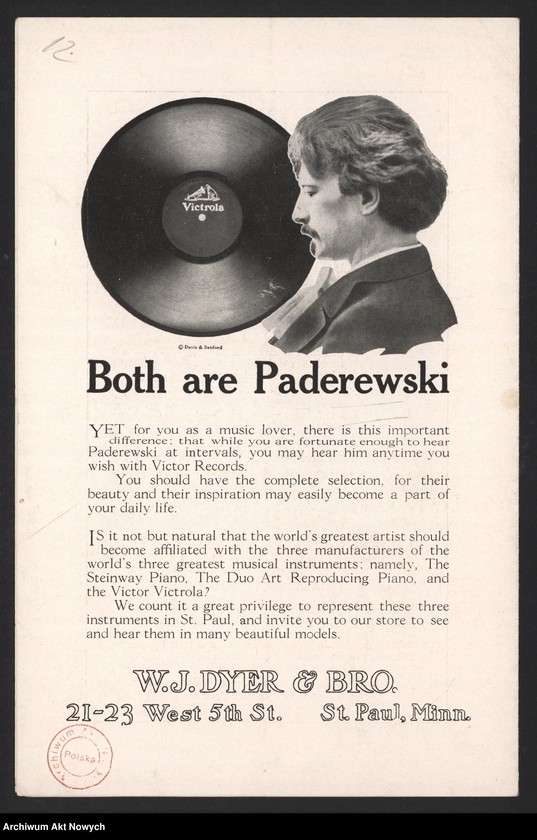 12.
Victrola
© Davis & Sanford
Both are Paderewski
YET for you as a music lover, there is this important
difference; that while you are fortunate enough to hear
Paderewski at intervals, you may hear him anytime you
wish with Victor Records.
You should have the complete selection, for their
beauty and their inspiration may easily become a part of
your daily life.
IS it not but natural that the world's greatest artist should
become affiliated with the three manufacturers of the
world's three greatest musical instruments; namely, The
Steinway Piano, The Duo Art Reproducing Piano, and
the Victor Victrola?
We count it a great privilege to represent these three
instruments in St. Paul, and invite you to our store to see
and hear them in many beautiful models.
W. J. DYER & BRO.
21-23 West 5th St. St. Paul, Minn.
Archiwum
Polska
Archiwum Akt Nowych